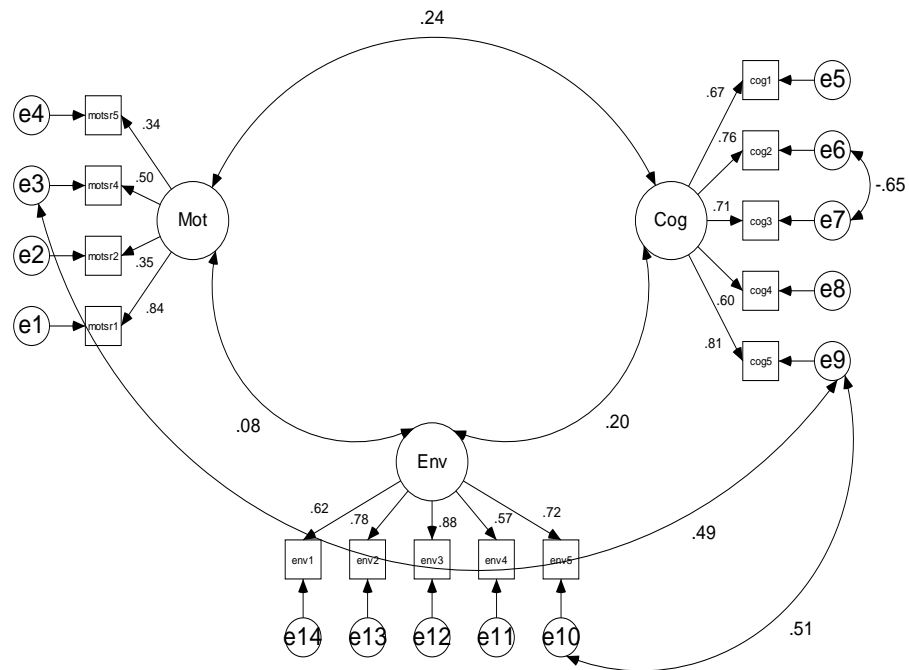 .24
e4
motsr5
.34
e3
motsr4
.50
e2
motsr2
.35
e1
motsr1
.84
Mot
Cog
.67
cog1
e5
.76
cog2
e6
-.65
.71
cog3
e7
.60
cog4
e8
.81
cog5
e9
.08
.20
Env
.62
.78
.88
.57
.72
.49
env1
env2
env3
env4
env5
.51
e14
e13
e12
e11
e10